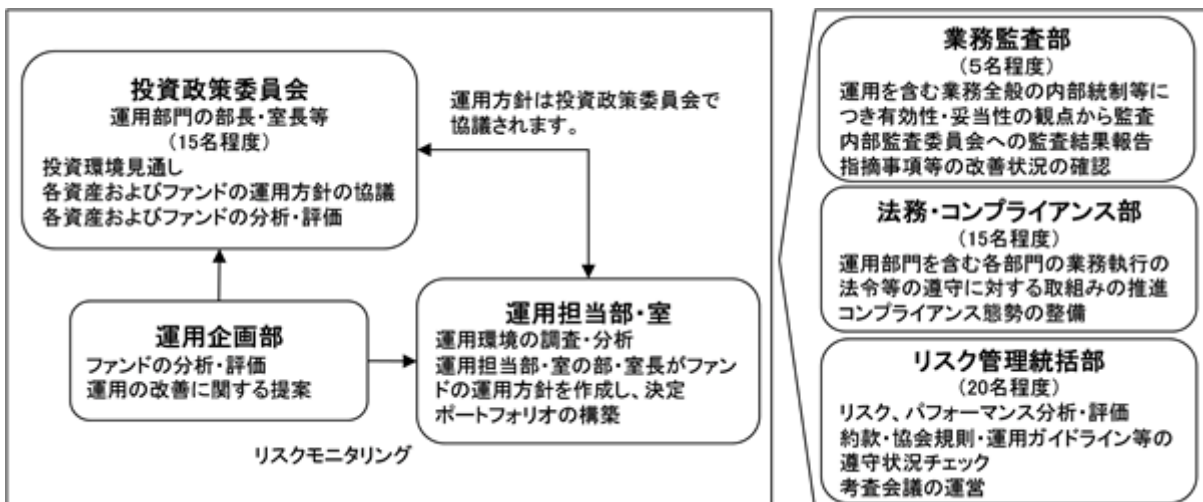 投資政策委員会
運用部門の部長・室長等
(15名程度)
投資環境見通し
各資産およびファンドの運用方針の協議
各資産およびファンドの分析・評価
運用方針は投資政策委員会で
協議されます。
運用企画部
ファンドの分析・評価
運用の改善に関する提案
運用担当部・室
運用環境の調査・分析
運用担当部・室の部・室長がファン
ドの運用方針を作成し、決定
ポートフォリオの構築
リスクモニタリング
業務監査部
(5名程度)
運用を含む業務全般の内部統制等に
つき有効性・妥当性の観点から監査
内部監査委員会への監査結果報告
指摘事項等の改善状況の確認
法務・コンプライアンス部
(15名程度)
運用部門を含む各部門の業務執行の
法令等の遵守に対する取組みの推進
コンプライアンス態勢の整備
リスク管理統括部
(20名程度)
リスク、パフォーマンス分析・評価
約款・協会規則・運用ガイドライン等の
遵守状況チェック
考査会議の運営